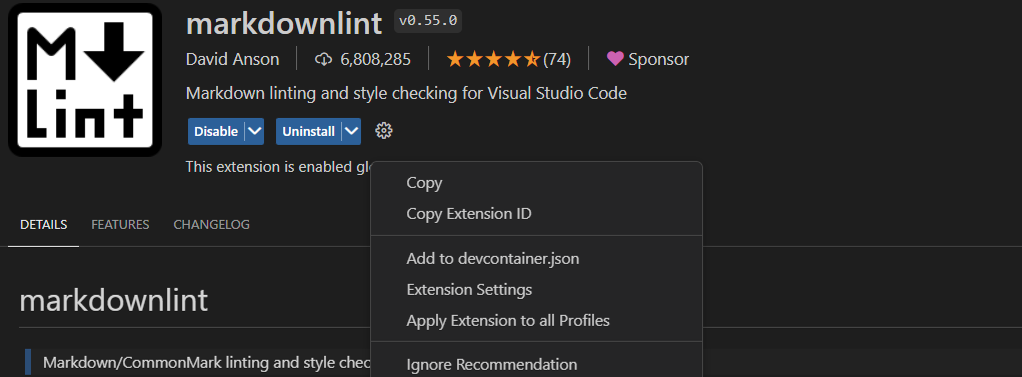 M
Lint
markdownlint v0.55.0
David Anson 6,808,285 (74) Sponsor
Markdown linting and style checking for Visual Studio Code
Disable Uninstall
This extension is enabled gl
Copy
Copy Extension ID
DETAILS FEATURES CHANGELOG
Add to devcontainer.json
Extension Settings
Apply Extension to all Profiles
markdownlint
Markdown/CommonMark linting and style chec
Ignore Recommendation